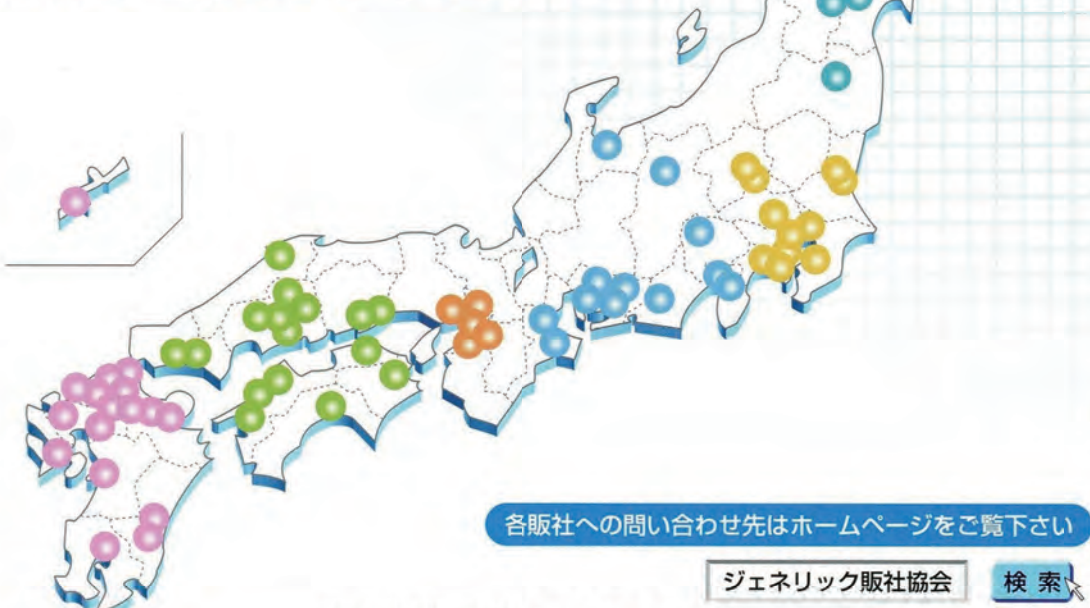 各販社への問い合わせ先はホームページをご覧下さい
ジェネリック販社協会
検 索